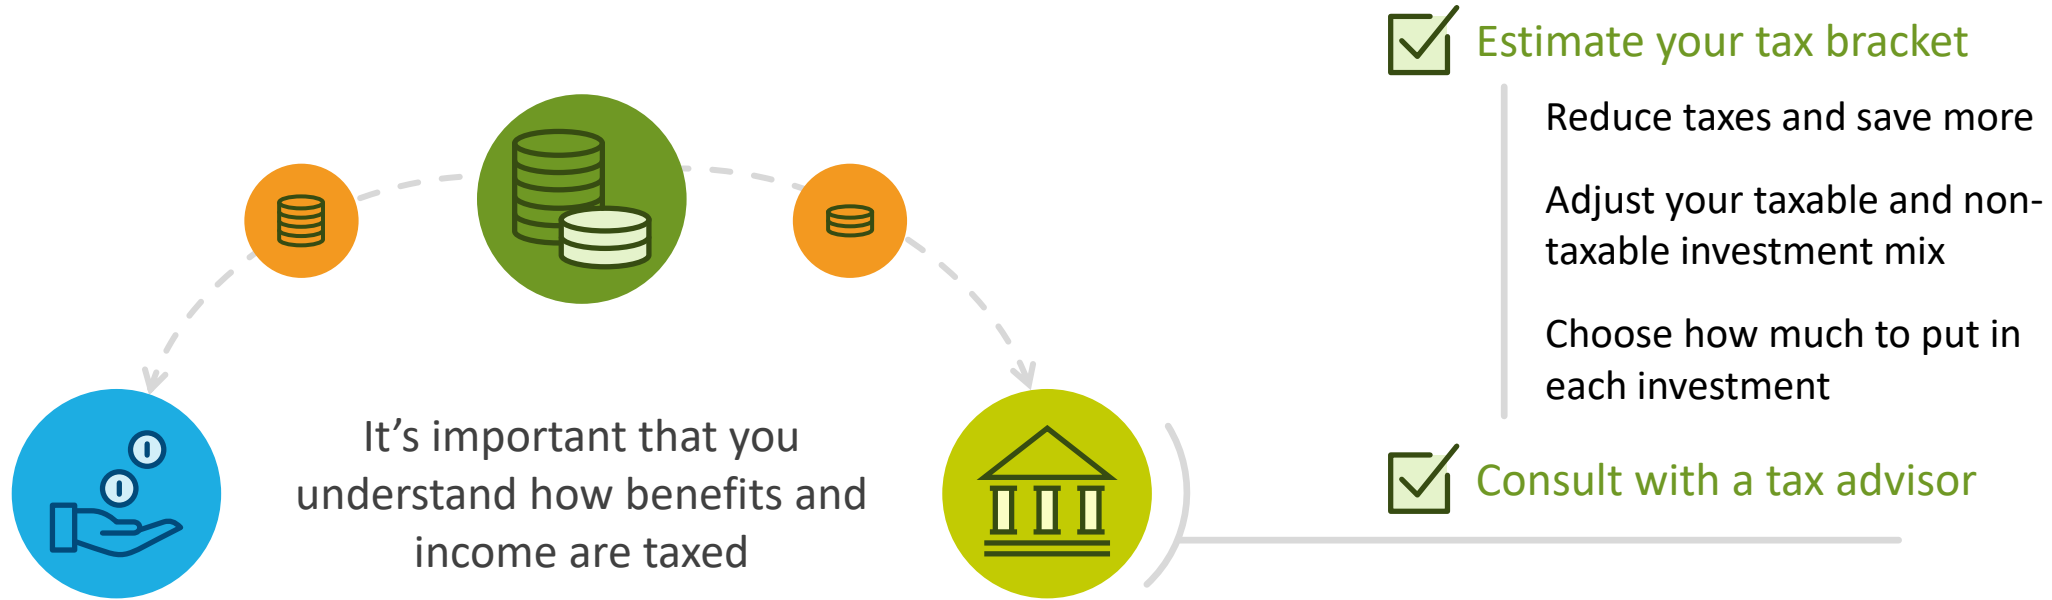 It’s important that you
understand how benefits and
income are taxed
Estimate your tax bracket
Reduce taxes and save more
Adjust your taxable and non-
taxable investment mix
Choose how much to put in
each investment
Consult with a tax advisor